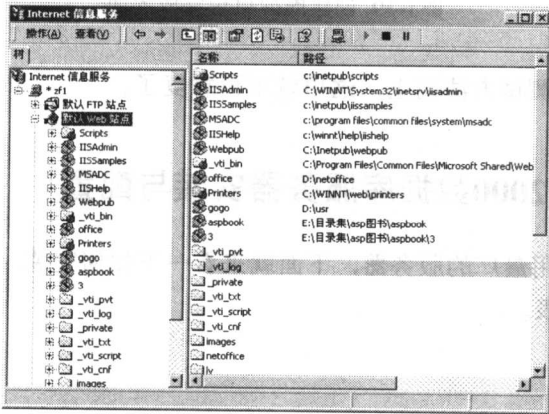 Internet 信息服务
操作(A) 查看(V)
树
Internet 信息服务
* zf1
默认 FTP 站点
默认 Web 站点
Scripts
IISAdmin
IISSamples
MSADC
IISHelp
Webpub
_vti_bin
office
Printers
gogo
aspbook
3
_vti_pvt
_vti_log
_private
_vti_txt
_vti_script
_vti_cnf
images
名称 路径
Scripts c:\inetpub\scripts
IISAdmin C:\WINNT\System32\inetsrv\iisadmin
IISSamples c:\inetpub\iissamples
MSADC c:\program files\common files\system\msadc
IISHelp c:\winnt\help\iishelp
Webpub C:\Inetpub\webpub
_vti_bin C:\Program Files\Common Files\Microsoft Shared\Web
office D:\netoffice
Printers C:\WINNT\web\printers
gogo D:\usr
aspbook E:\目录集\asp图书\aspbook
3 E:\目录集\asp图书\aspbook\3
_vti_pvt
_vti_log
_private
_vti_txt
_vti_script
_vti_cnf
images
netoffice
lv